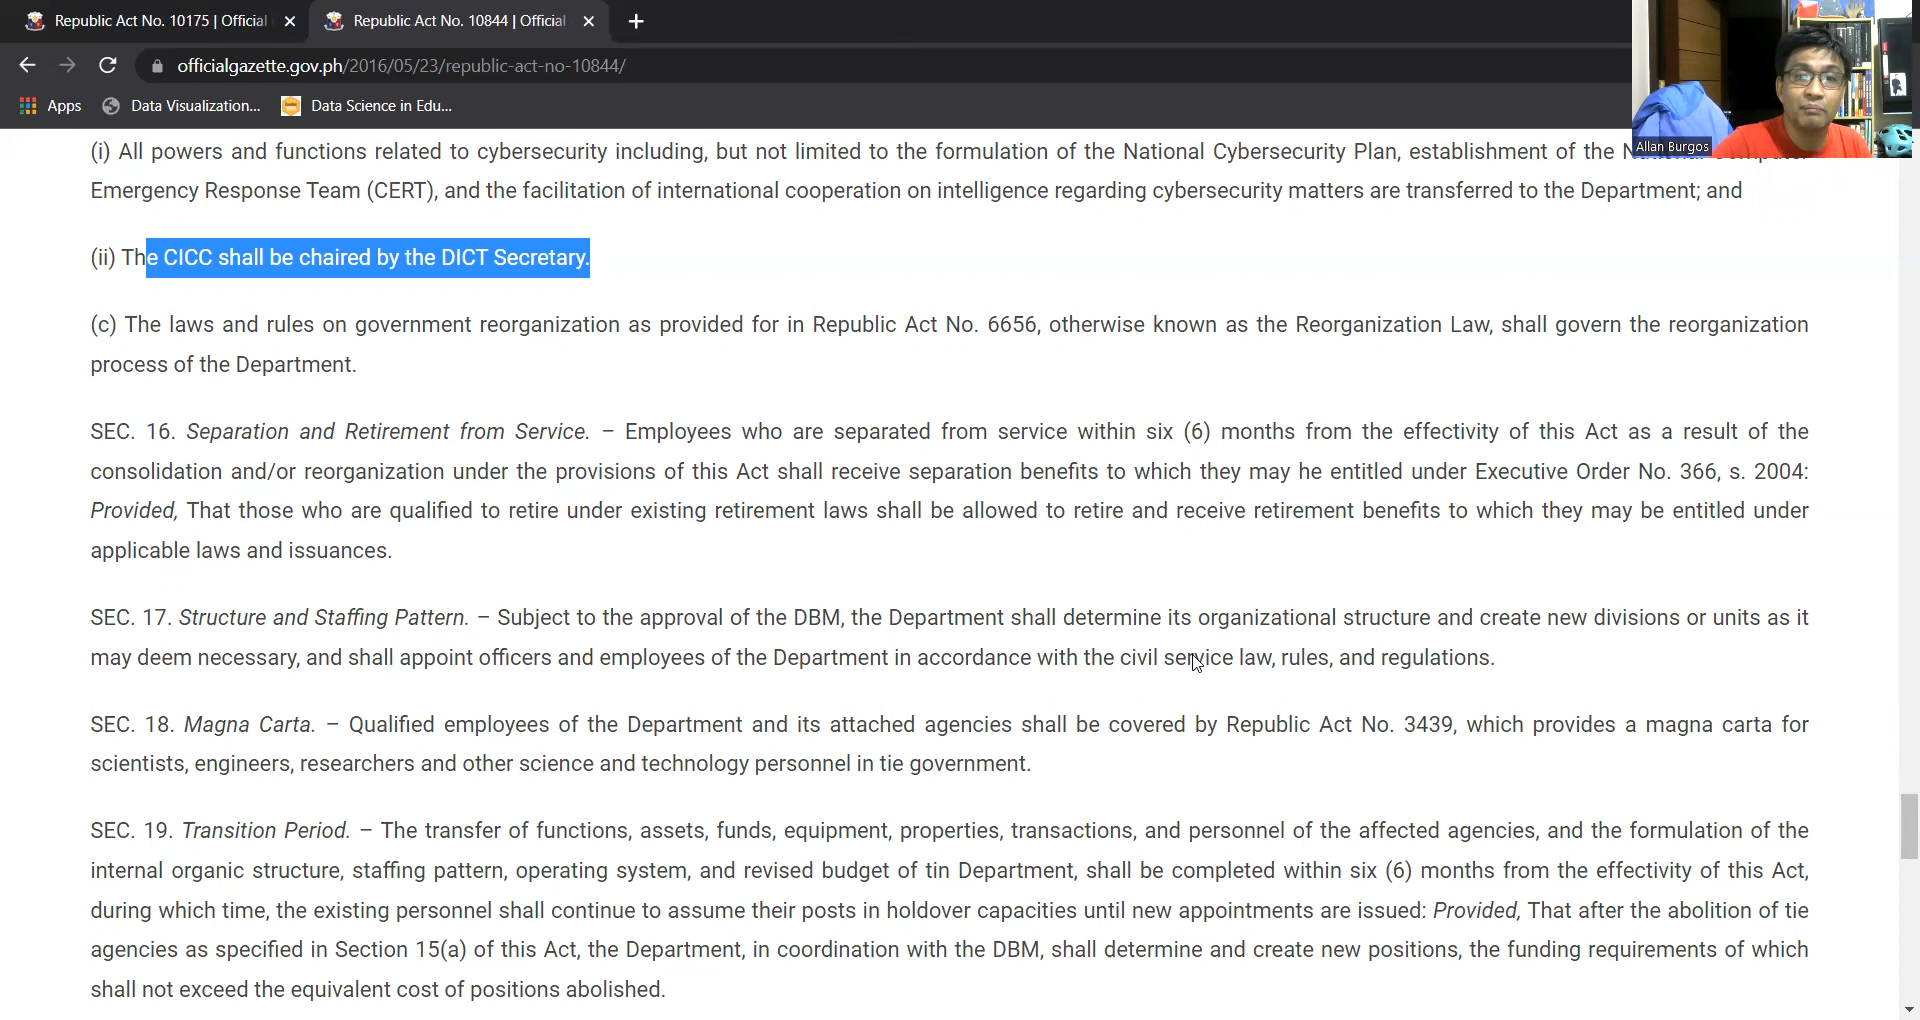 Republic Act No. 10175 | Official
Republic Act No. 10844 | Official
officialgazette.gov.ph/2016/05/23/republic-act-no-10844/
Apps
Data Visualization...
Data Science in Edu...
Allan Burgos
(i) All powers and functions related to cybersecurity including, but not limited to the formulation of the National Cybersecurity Plan, establishment of the
Emergency Response Team (CERT), and the facilitation of international cooperation on intelligence regarding cybersecurity matters are transferred to the Department; and
(ii) The CICC shall be chaired by the DICT Secretary.
(c) The laws and rules on government reorganization as provided for in Republic Act No. 6656, otherwise known as the Reorganization Law, shall govern the reorganization
process of the Department.
SEC. 16. Separation and Retirement from Service. – Employees who are separated from service within six (6) months from the effectivity of this Act as a result of the
consolidation and/or reorganization under the provisions of this Act shall receive separation benefits to which they may he entitled under Executive Order No. 366, s. 2004:
Provided, That those who are qualified to retire under existing retirement laws shall be allowed to retire and receive retirement benefits to which they may be entitled under
applicable laws and issuances.
SEC. 17. Structure and Staffing Pattern. – Subject to the approval of the DBM, the Department shall determine its organizational structure and create new divisions or units as it
may deem necessary, and shall appoint officers and employees of the Department in accordance with the civil service law, rules, and regulations.
SEC. 18. Magna Carta. – Qualified employees of the Department and its attached agencies shall be covered by Republic Act No. 3439, which provides a magna carta for
scientists, engineers, researchers and other science and technology personnel in tie government.
SEC. 19. Transition Period. – The transfer of functions, assets, funds, equipment, properties, transactions, and personnel of the affected agencies, and the formulation of the
internal organic structure, staffing pattern, operating system, and revised budget of tin Department, shall be completed within six (6) months from the effectivity of this Act,
during which time, the existing personnel shall continue to assume their posts in holdover capacities until new appointments are issued: Provided, That after the abolition of tie
agencies as specified in Section 15(a) of this Act, the Department, in coordination with the DBM, shall determine and create new positions, the funding requirements of which
shall not exceed the equivalent cost of positions abolished.